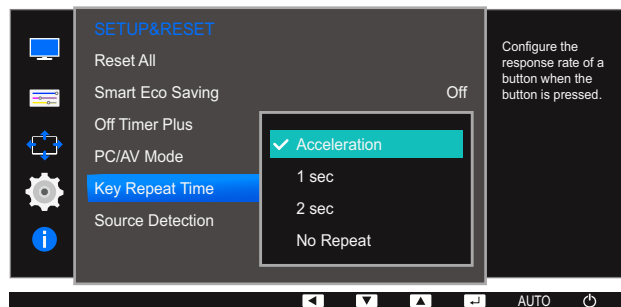 SETUP&RESET
Reset All
Smart Eco Saving Off
Off Timer Plus
PC/AV Mode
Key Repeat Time
Source Detection
Acceleration
1 sec
2 sec
No Repeat
Configure the
response rate of a
button when the
button is pressed.
AUTO